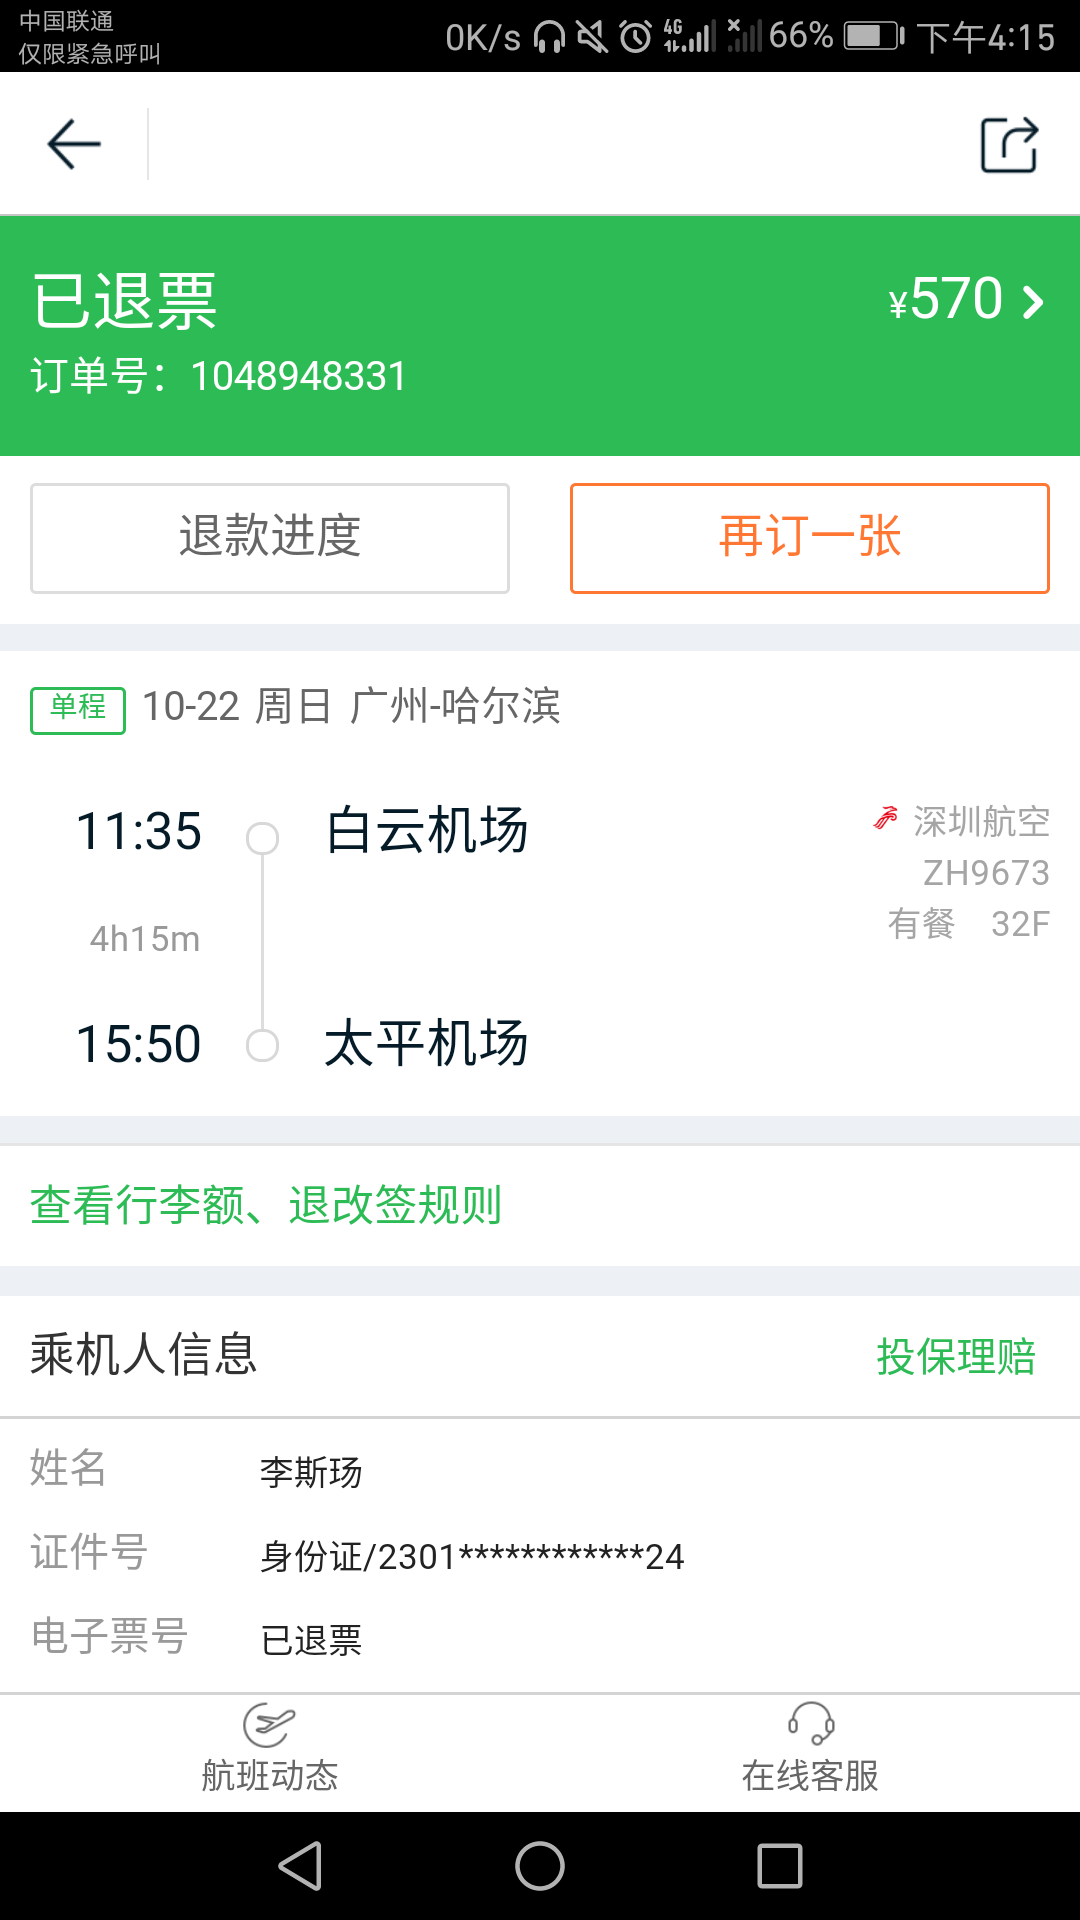 中国联通
仅限紧急呼叫
0K/s 4G 66% 下午4:15
已退票
¥570
订单号：1048948331
退款进度
再订一张
单程 10-22 周日 广州-哈尔滨
11:35 白云机场
深圳航空
ZH9673
有餐 32F
4h15m
15:50 太平机场
查看行李额、退改签规则
乘机人信息
投保理赔
姓名 李斯玚
证件号 身份证/2301************24
电子票号 已退票
航班动态
在线客服